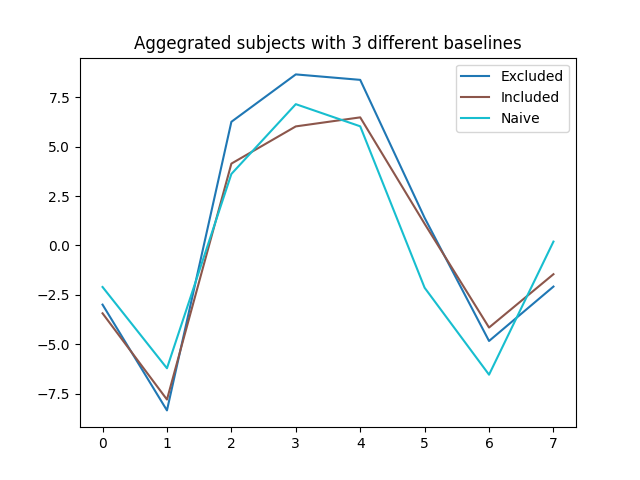 Aggegrated subjects with 3 different baselines
Excluded
Included
Naive
7.5
5.0
2.5
0.0
−2.5
−5.0
−7.5
0 1 2 3 4 5 6 7